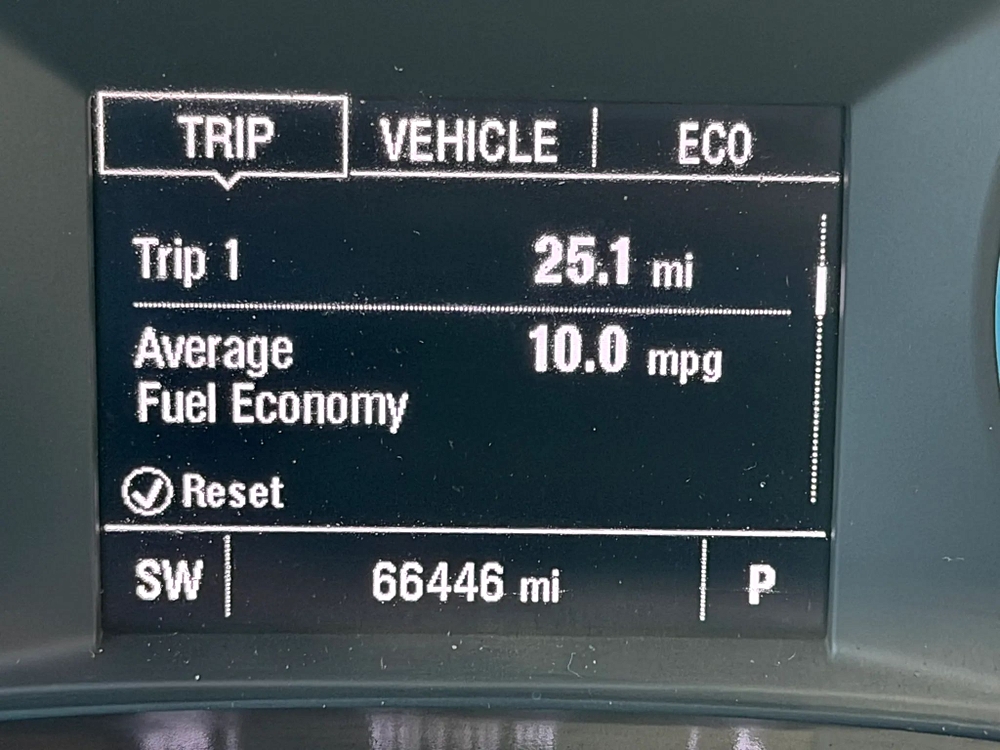 TRIP VEHICLE ECO
Trip 1 25.1 mi
Average 10.0 mpg
Fuel Economy
Reset
SW 66446 mi P